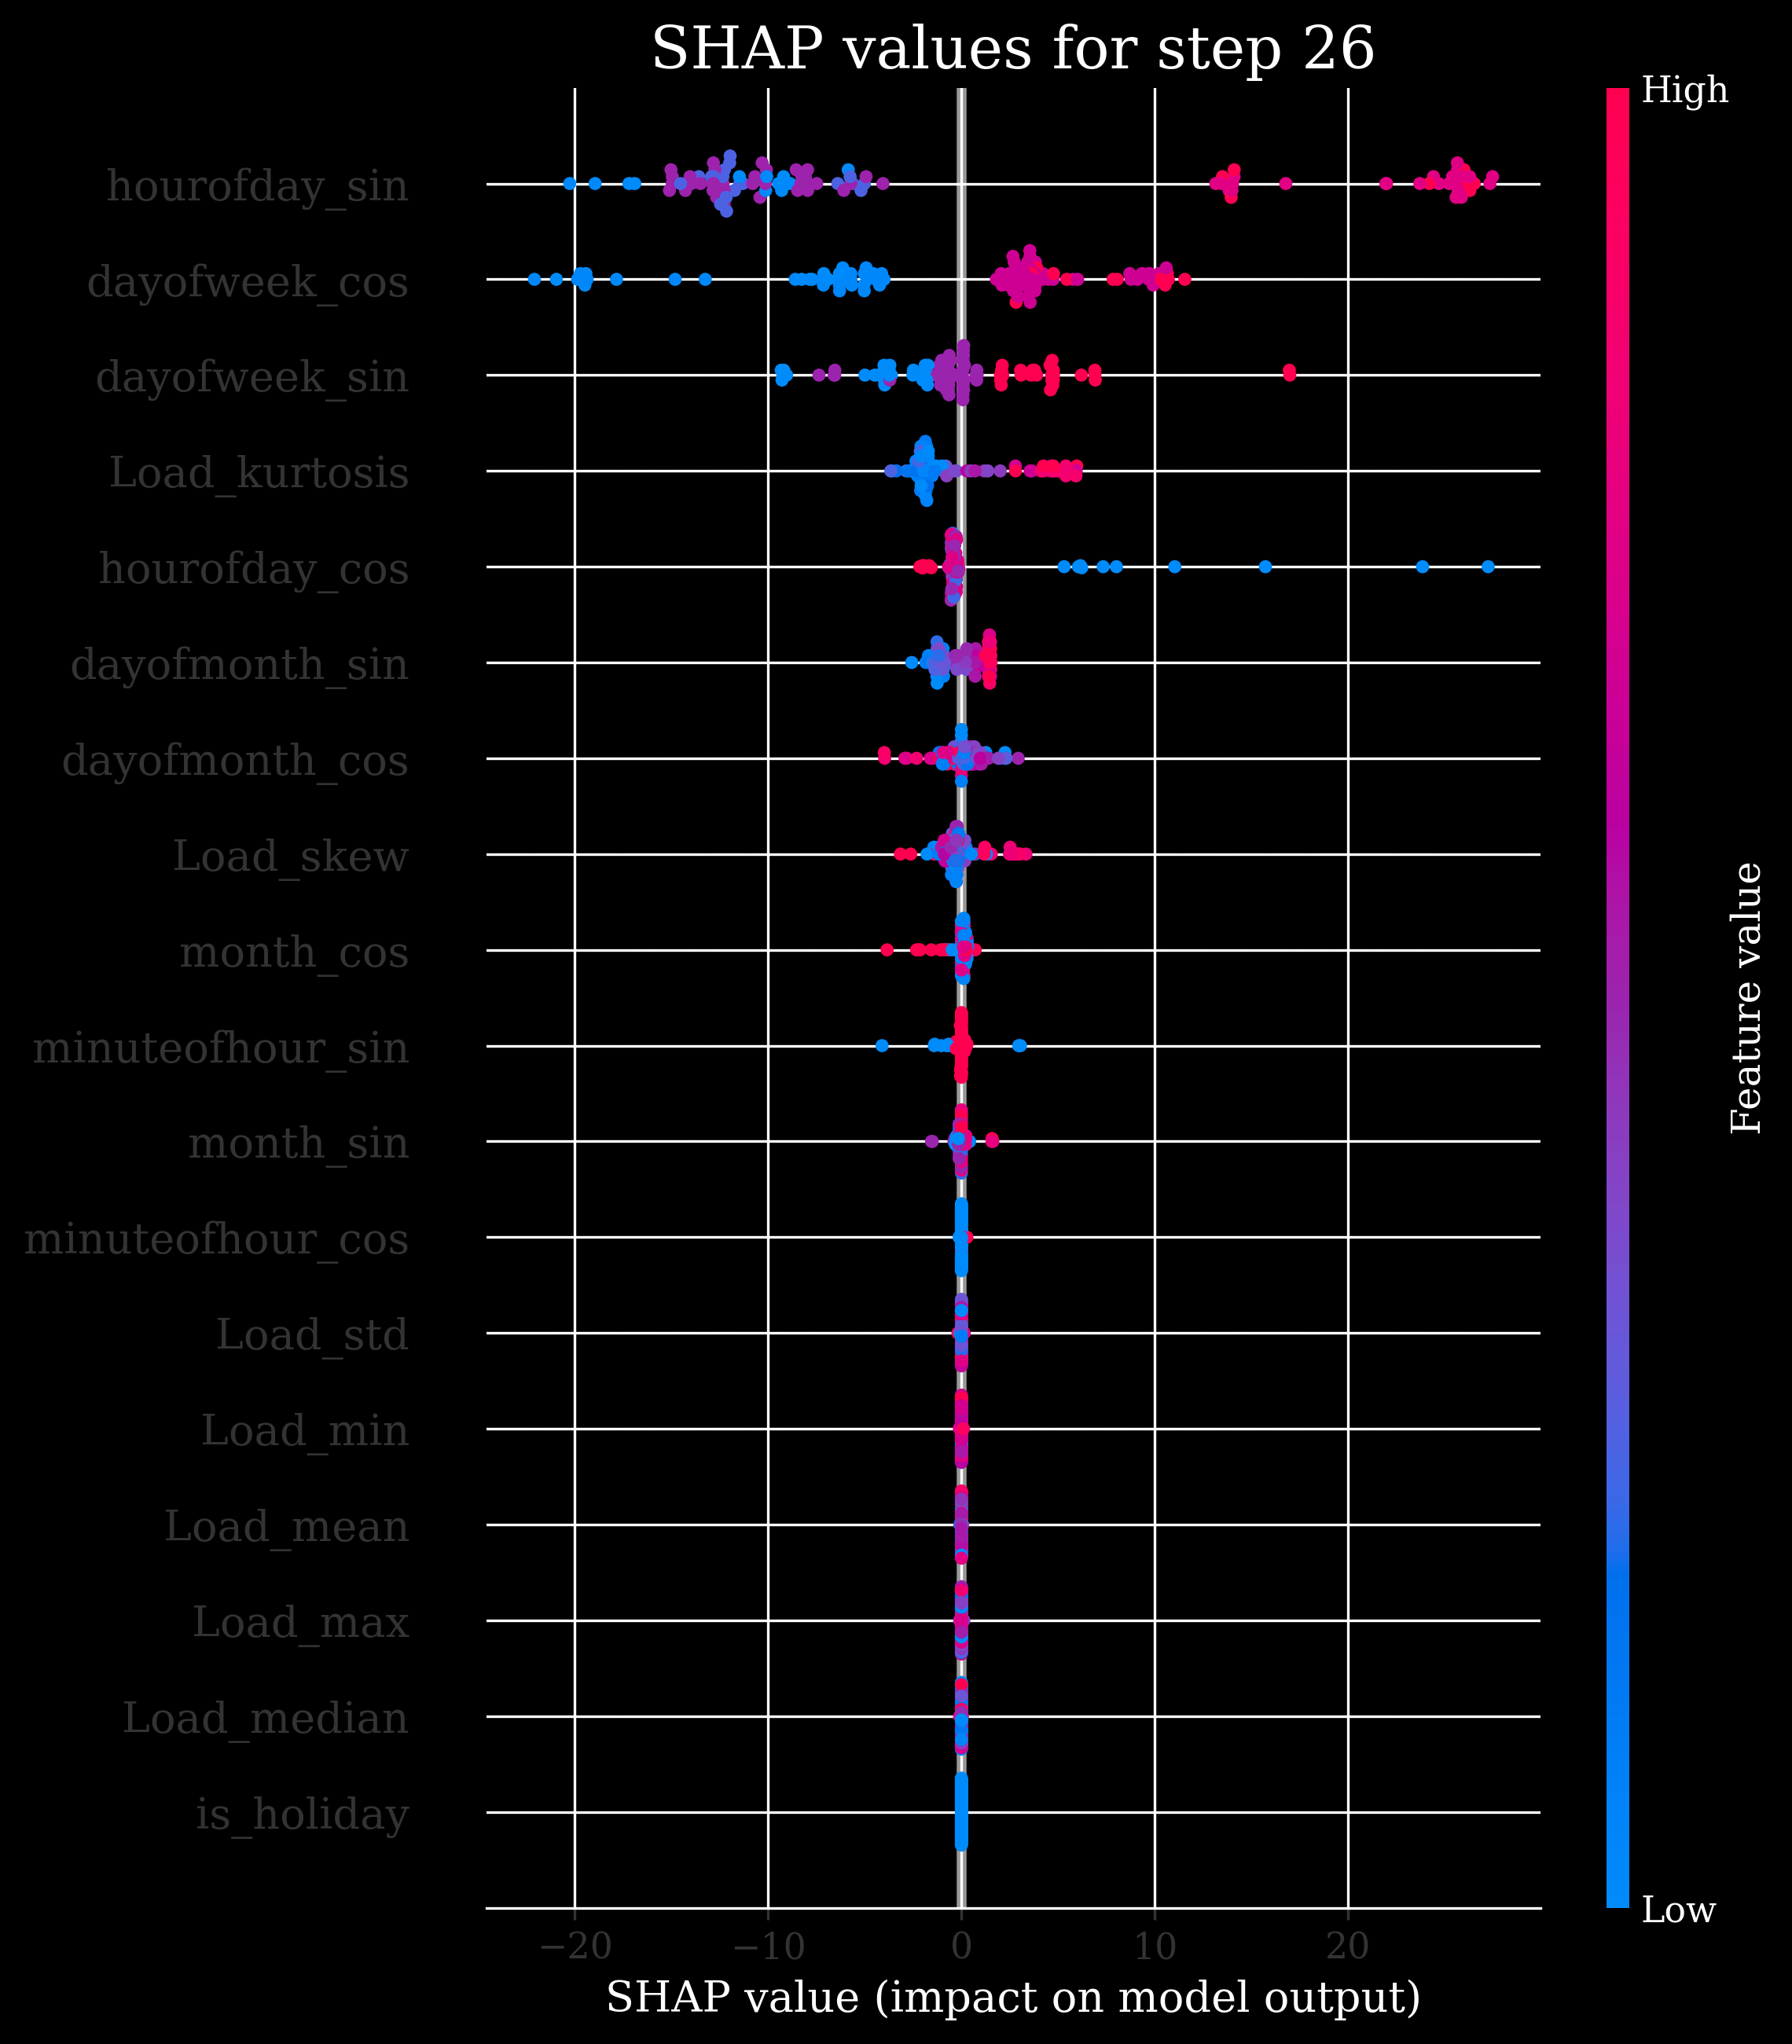 SHAP values for step 26
High
hourofday_sin
dayofweek_cos
dayofweek_sin
Load_kurtosis
hourofday_cos
dayofmonth_sin
dayofmonth_cos
Load_skew
month_cos
minuteofhour_sin
month_sin
minuteofhour_cos
Load_std
Load_min
Load_mean
Load_max
Load_median
is_holiday
Feature value
Low
−20 −10 0 10 20
SHAP value (impact on model output)